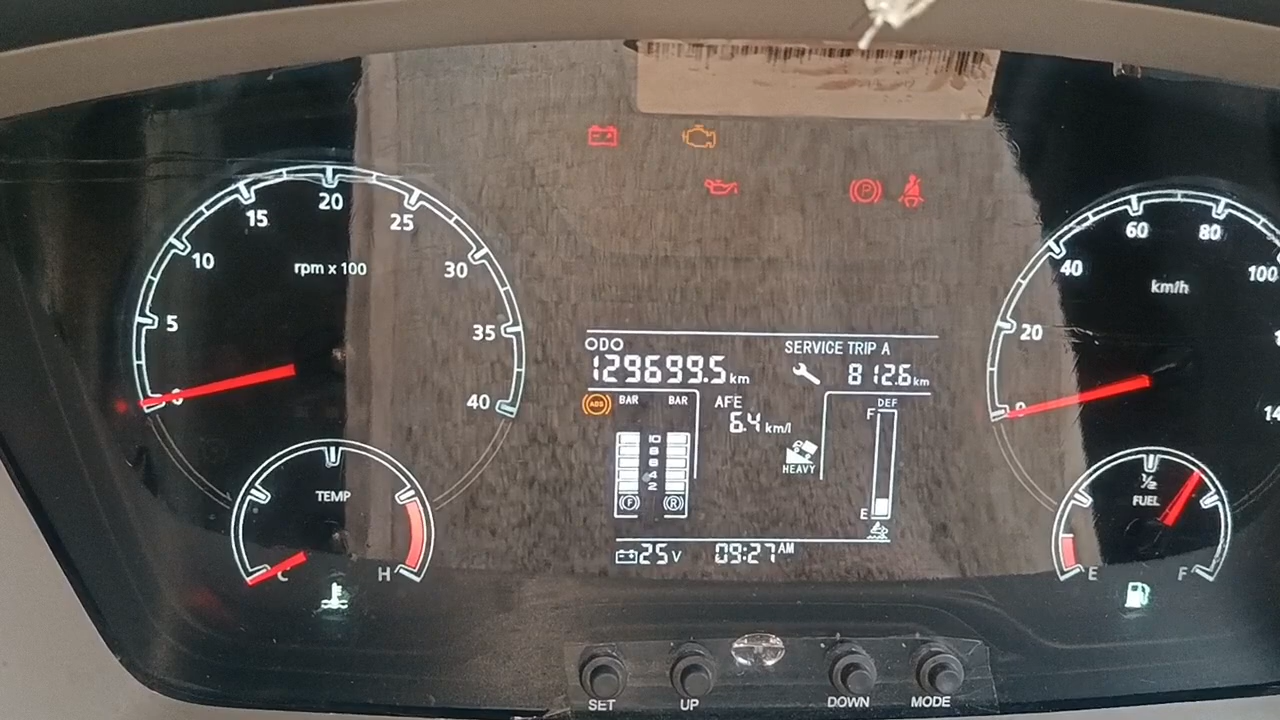 20
15
25
10
30
rpm x 100
5
35
0
40
TEMP
C
H
P
ODO
129699.5 km
SERVICE TRIP A
812.6 km
ABS
BAR
BAR
AFE
6.4 km/l
DEF
F
10
8
6
4
2
HEAVY
(F)
(R)
E
25 V
09:27 AM
60
80
40
100
km/h
20
0
14
1/2
FUEL
E
F
SET
UP
DOWN
MODE